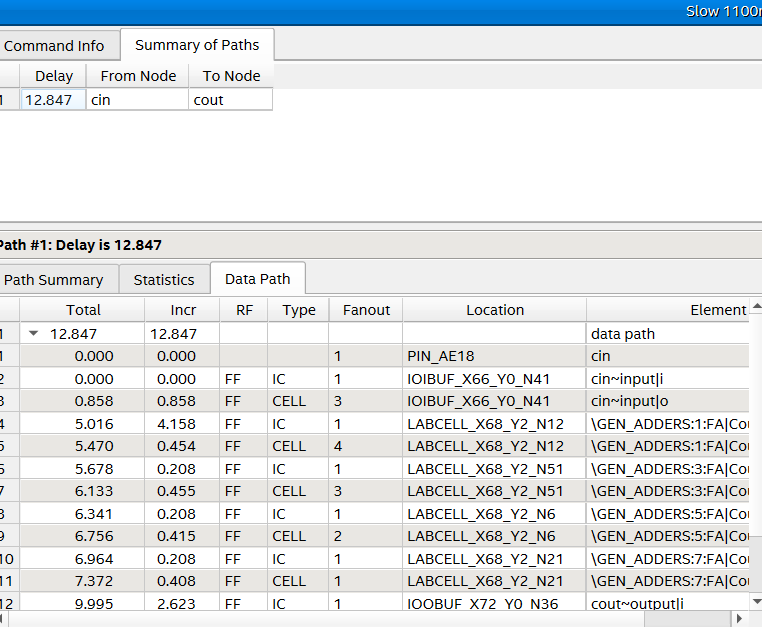 Slow 1100
Command Info Summary of Paths
Delay From Node To Node
1 12.847 cin cout
Path #1: Delay is 12.847
Path Summary Statistics Data Path
Total Incr RF Type Fanout Location Element
1 12.847 12.847 data path
1 0.000 0.000 1 PIN_AE18 cin
2 0.000 0.000 FF IC 1 IOIBUF_X66_Y0_N41 cin~input|i
3 0.858 0.858 FF CELL 3 IOIBUF_X66_Y0_N41 cin~input|o
4 5.016 4.158 FF IC 1 LABCELL_X68_Y2_N12 \GEN_ADDERS:1:FA|Cou
5 5.470 0.454 FF CELL 4 LABCELL_X68_Y2_N12 \GEN_ADDERS:1:FA|Cou
6 5.678 0.208 FF IC 1 LABCELL_X68_Y2_N51 \GEN_ADDERS:3:FA|Cou
7 6.133 0.455 FF CELL 3 LABCELL_X68_Y2_N51 \GEN_ADDERS:3:FA|Cou
8 6.341 0.208 FF IC 1 LABCELL_X68_Y2_N6 \GEN_ADDERS:5:FA|Cou
9 6.756 0.415 FF CELL 2 LABCELL_X68_Y2_N6 \GEN_ADDERS:5:FA|Cou
10 6.964 0.208 FF IC 1 LABCELL_X68_Y2_N21 \GEN_ADDERS:7:FA|Cou
11 7.372 0.408 FF CELL 1 LABCELL_X68_Y2_N21 \GEN_ADDERS:7:FA|Cou
12 9.995 2.623 FF IC 1 IOOBUF_X72_Y0_N36 cout~output|i